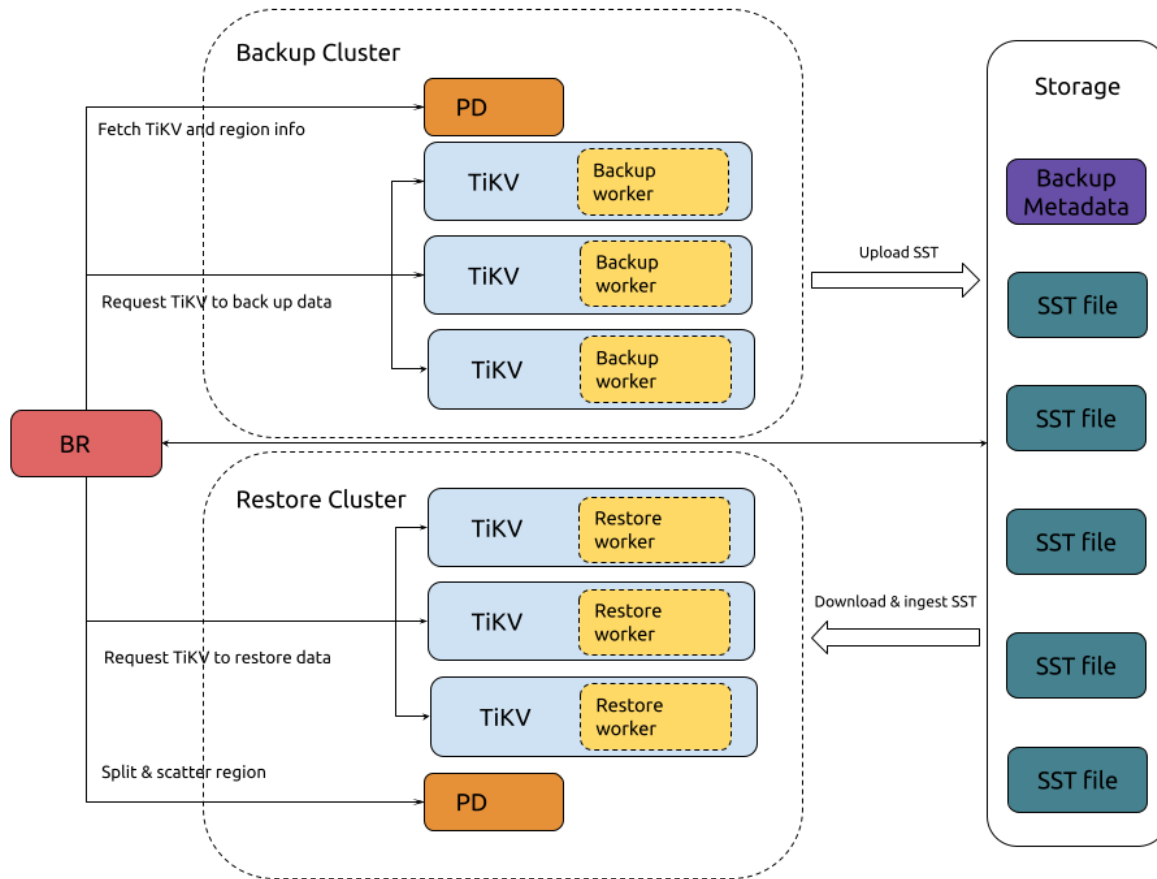 Backup Cluster
PD
Fetch TiKV and region info
TiKV
Backup
worker
TiKV
Backup
worker
Request TiKV to back up data
TiKV
Backup
worker
BR
Restore Cluster
TiKV
Restore
worker
TiKV
Restore
worker
Request TiKV to restore data
TiKV
Restore
worker
Split & scatter region
PD
Upload SST
Download & ingest SST
Storage
Backup
Metadata
SST file
SST file
SST file
SST file
SST file